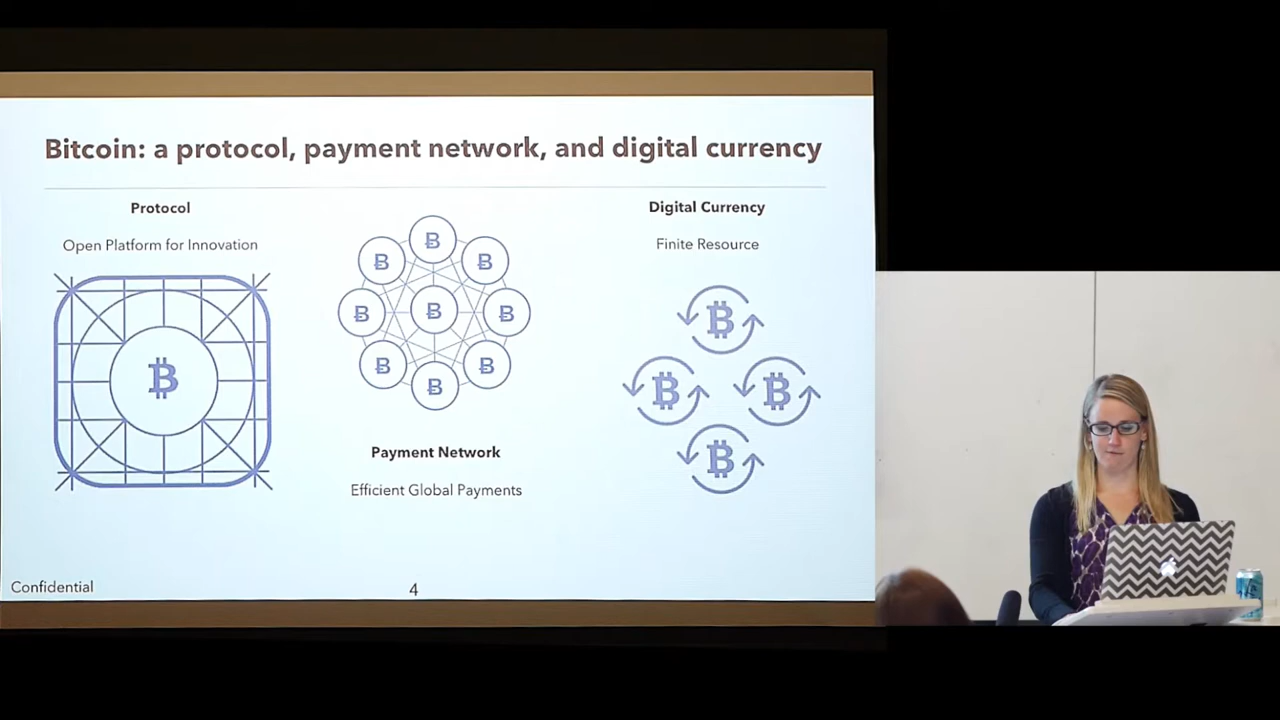 Bitcoin: a protocol, payment network, and digital currency
Protocol
Open Platform for Innovation
Payment Network
Efficient Global Payments
Digital Currency
Finite Resource
Confidential
4